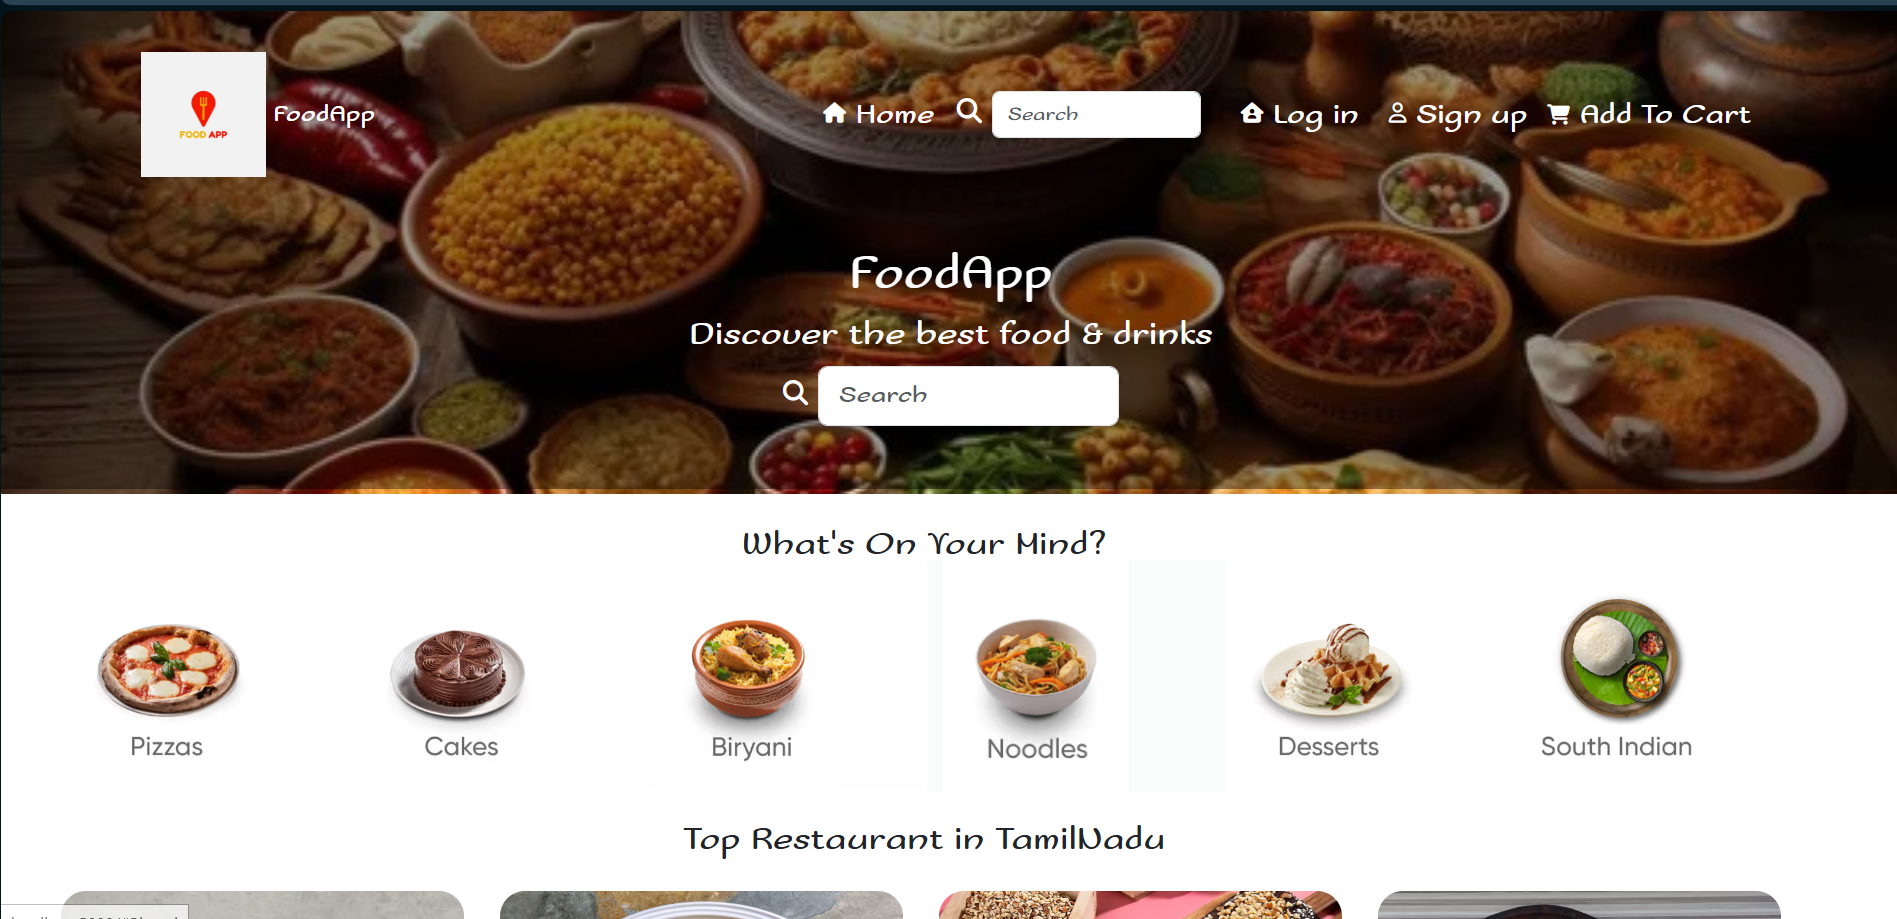 FOOD APP
FoodApp
Home
Search
Log in
Sign up
Add To Cart
FoodApp
Discover the best food & drinks
Search
What's On Your Mind?
Pizzas
Cakes
Biryani
Noodles
Desserts
South Indian
Top Restaurant in TamilNadu